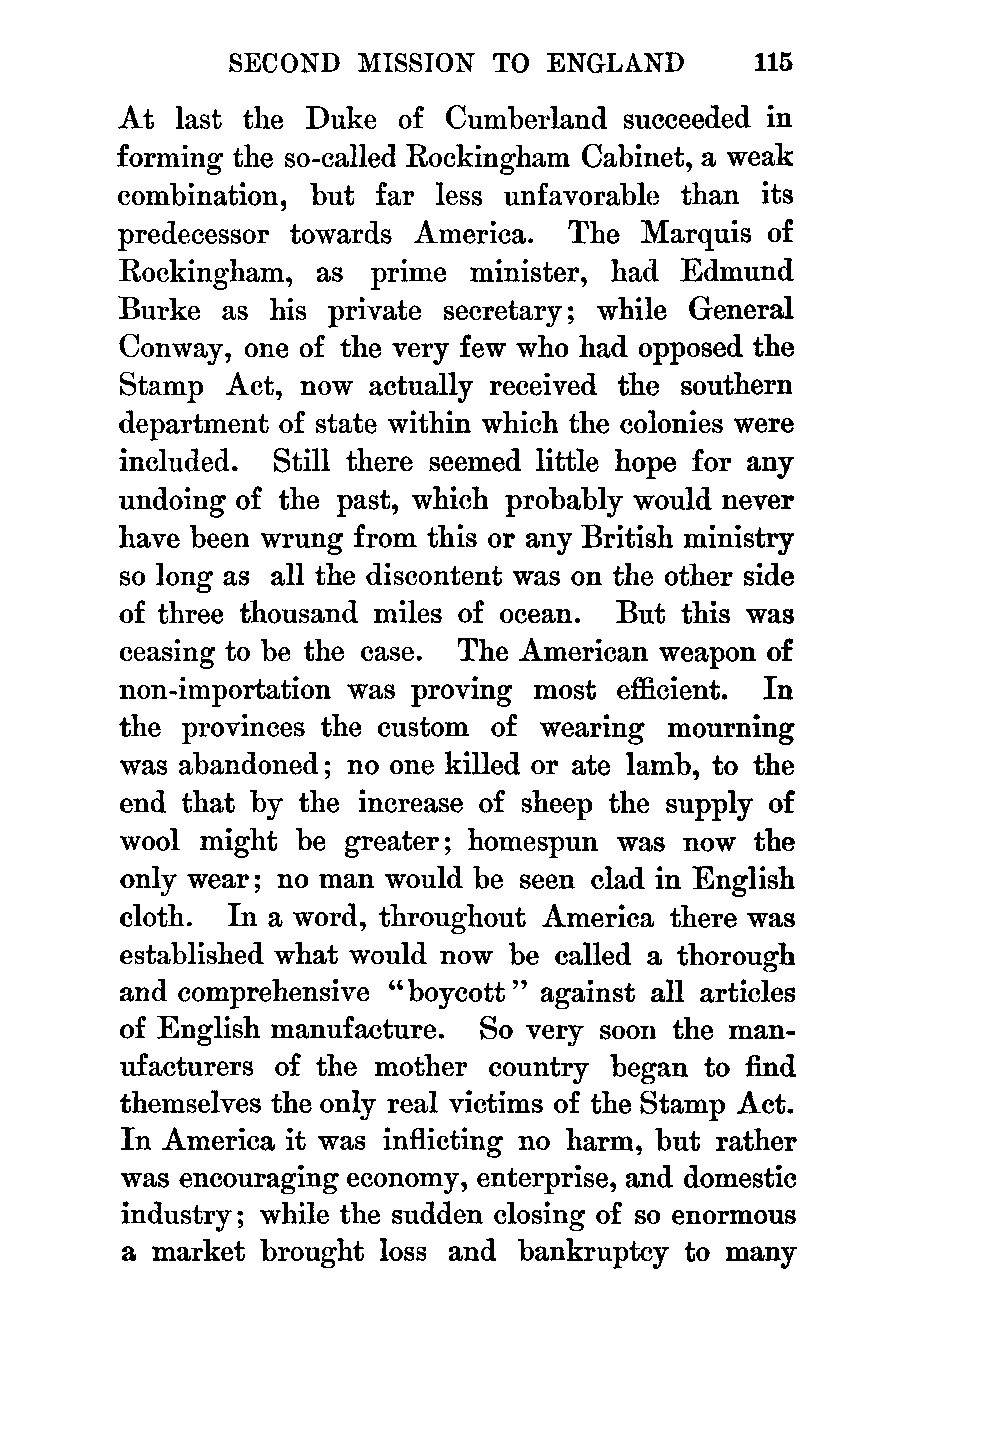 SECOND MISSION TO ENGLAND 115
At last the Duke of Cumberland succeeded in
forming the so-called Rockingham Cabinet, a weak
combination, but far less unfavorable than its
predecessor towards America. The Marquis of
Rockingham, as prime minister, had Edmund
Burke as his private secretary; while General
Conway, one of the very few who had opposed the
Stamp Act, now actually received the southern
department of state within which the colonies were
included. Still there seemed little hope for any
undoing of the past, which probably would never
have been wrung from this or any British ministry
so long as all the discontent was on the other side
of three thousand miles of ocean. But this was
ceasing to be the case. The American weapon of
non-importation was proving most efficient. In
the provinces the custom of wearing mourning
was abandoned; no one killed or ate lamb, to the
end that by the increase of sheep the supply of
wool might be greater; homespun was now the
only wear; no man would be seen clad in English
cloth. In a word, throughout America there was
established what would now be called a thorough
and comprehensive "boycott" against all articles
of English manufacture. So very soon the man-
ufacturers of the mother country began to find
themselves the only real victims of the Stamp Act.
In America it was inflicting no harm, but rather
was encouraging economy, enterprise, and domestic
industry; while the sudden closing of so enormous
a market brought loss and bankruptcy to many